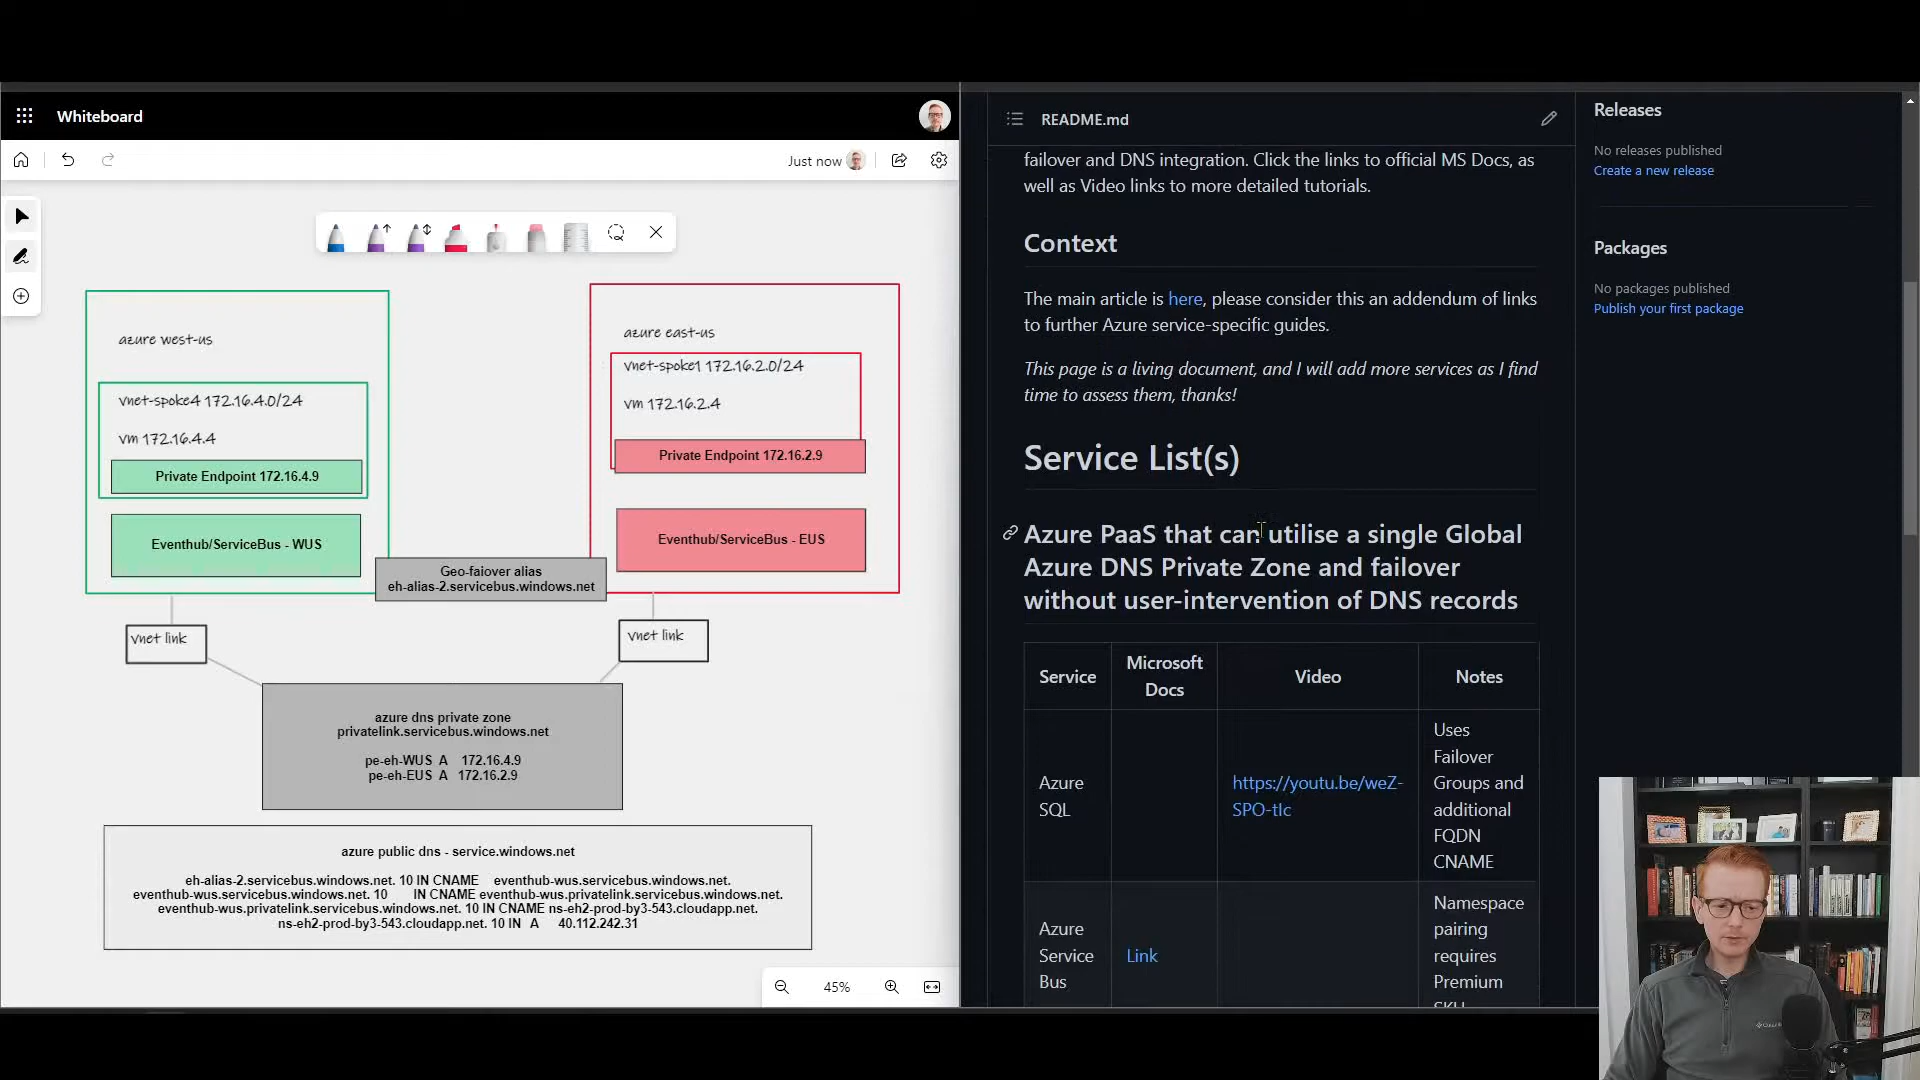 Whiteboard
Just now
azure west-us
vnet-spoke4 172.16.4.0/24
vm 172.16.4.4
Private Endpoint 172.16.4.9
Eventhub/ServiceBus - WUS
azure east-us
vnet-spoke1 172.16.2.0/24
vm 172.16.2.4
Private Endpoint 172.16.2.9
Eventhub/ServiceBus - EUS
Geo-faiover alias
eh-alias-2.servicebus.windows.net
vnet link
vnet link
azure dns private zone
privatelink.servicebus.windows.net
pe-eh-WUS A 172.16.4.9
pe-eh-EUS A 172.16.2.9
azure public dns - service.windows.net
eh-alias-2.servicebus.windows.net. 10 IN CNAME eventhub-wus.servicebus.windows.net.
eventhub-wus.servicebus.windows.net. 10 IN CNAME eventhub-wus.privatelink.servicebus.windows.net.
eventhub-wus.privatelink.servicebus.windows.net. 10 IN CNAME ns-eh2-prod-by3-543.cloudapp.net.
ns-eh2-prod-by3-543.cloudapp.net. 10 IN A 40.112.242.31
45%
README.md
failover and DNS integration. Click the links to official MS Docs, as
well as Video links to more detailed tutorials.
Context
The main article is here, please consider this an addendum of links
to further Azure service-specific guides.
This page is a living document, and I will add more services as I find
time to assess them, thanks!
Service List(s)
Azure PaaS that can utilise a single Global
Azure DNS Private Zone and failover
without user-intervention of DNS records
Service
Microsoft
Docs
Video
Notes
Azure
SQL
https://youtu.be/weZ-
SPO-tIc
Uses
Failover
Groups and
additional
FQDN
CNAME
Azure
Service
Bus
Link
Namespace
pairing
requires
Premium
SKU
Releases
No releases published
Create a new release
Packages
No packages published
Publish your first package